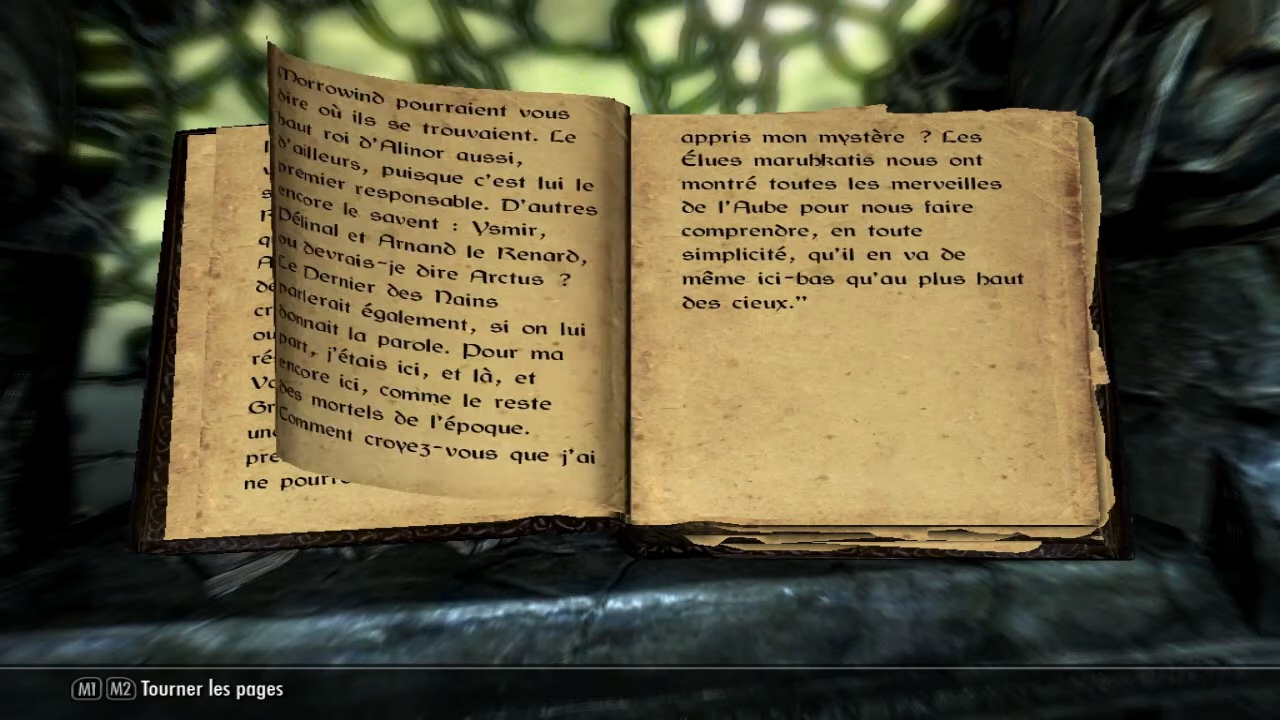 Morrowind pourraient vous
dire où ils se trouvaient. Le
haut roi d'Alinor aussi,
d'ailleurs, puisque c'est lui le
premier responsable. D'autres
encore le savent : Ysmir,
Pélinal et Arnand le Renard,
ou devrais-je dire Arctus ?
Le Dernier des Nains
parlerait également, si on lui
donnait la parole. Pour ma
part, j'étais ici, et là, et
encore ici, comme le reste
des mortels de l'époque.
Comment croyez-vous que j'ai
ne
appris mon mystère ? Les
Élues maruhkatis nous ont
montré toutes les merveilles
de l'Aube pour nous faire
comprendre, en toute
simplicité, qu'il en va de
même ici-bas qu'au plus haut
des cieux."
M1 M2 Tourner les pages